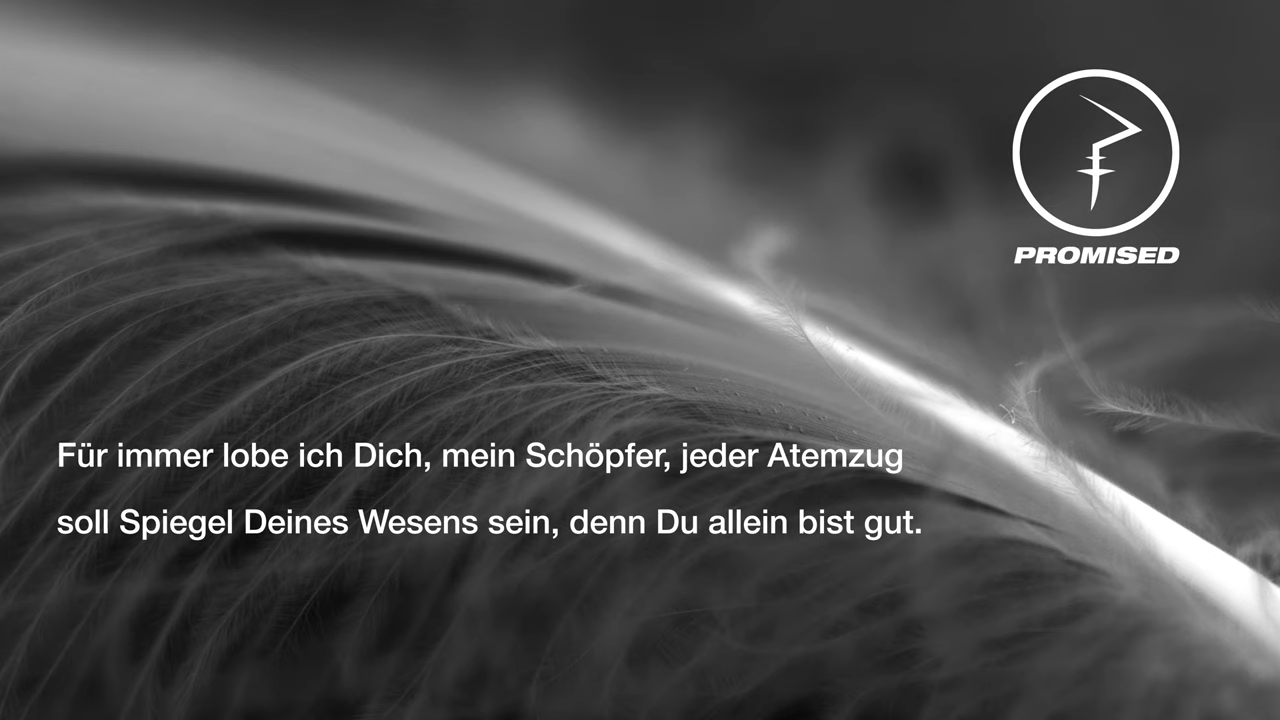 PROMISED
Für immer lobe ich Dich, mein Schöpfer, jeder Atemzug
soll Spiegel Deines Wesens sein, denn Du allein bist gut.